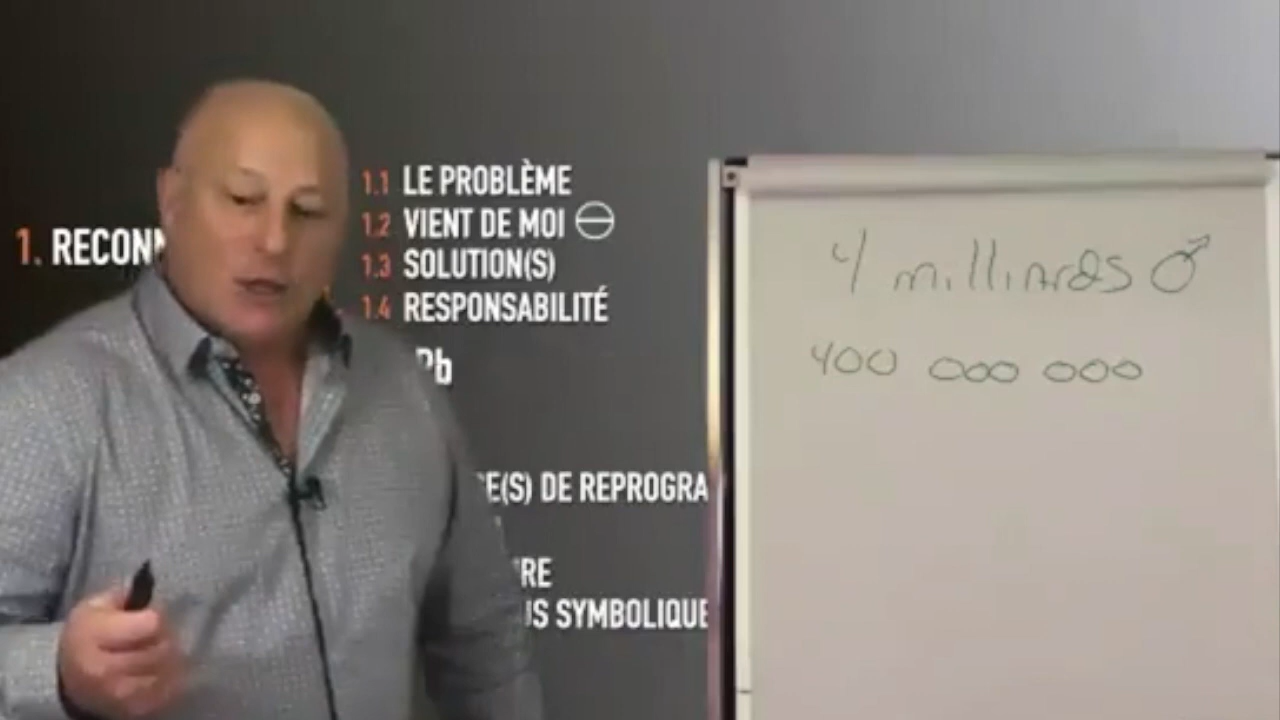 1. RECONN
1.1 LE PROBLÈME
1.2 VIENT DE MOI
1.3 SOLUTION(S)
1.4 RESPONSABILITÉ
Pb
E(S) DE REPROGRA
IRE
US SYMBOLIQUE
4 milliards ♂
400 000 000